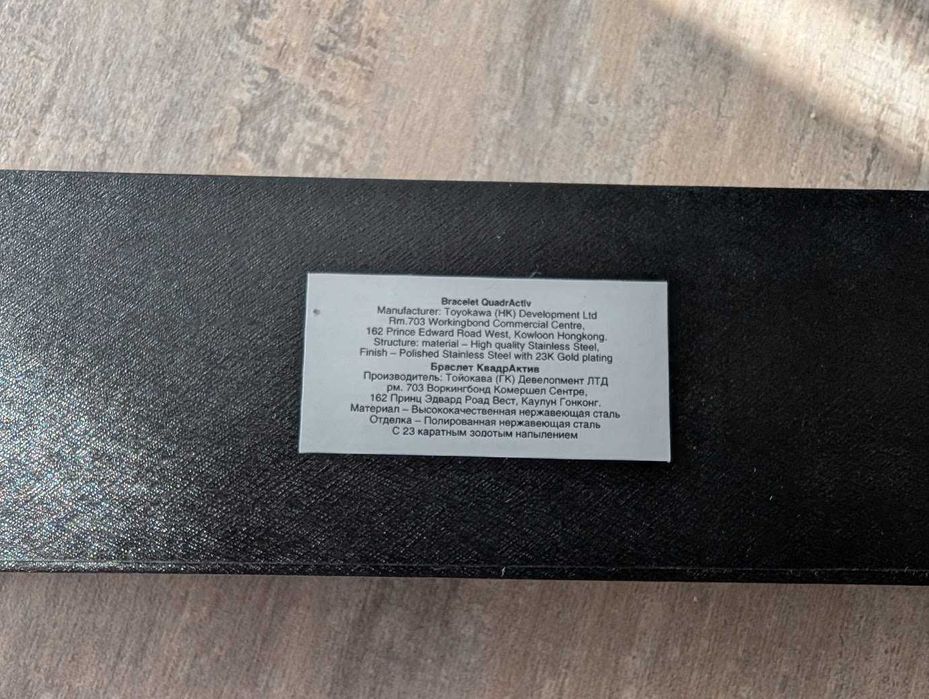 Bracelet QuadrActiv
Manufacturer: Toyokawa (HK) Development Ltd
Rm.703 Workingbond Commercial Centre,
162 Prince Edward Road West, Kowloon Hongkong.
Structure: material – High quality Stainless Steel,
Finish – Polished Stainless Steel with 23K Gold plating
Браслет КвадрАктив
Производитель: Тойокава (ГК) Девелопмент ЛТД
рм. 703 Воркингбонд Комершел Сентре,
162 Принц Эдвард Роад Вест, Каулун Гонконг.
Материал – Высококачественная нержавеющая сталь
Отделка – Полированная нержавеющая сталь
С 23 каратным золотым напылением